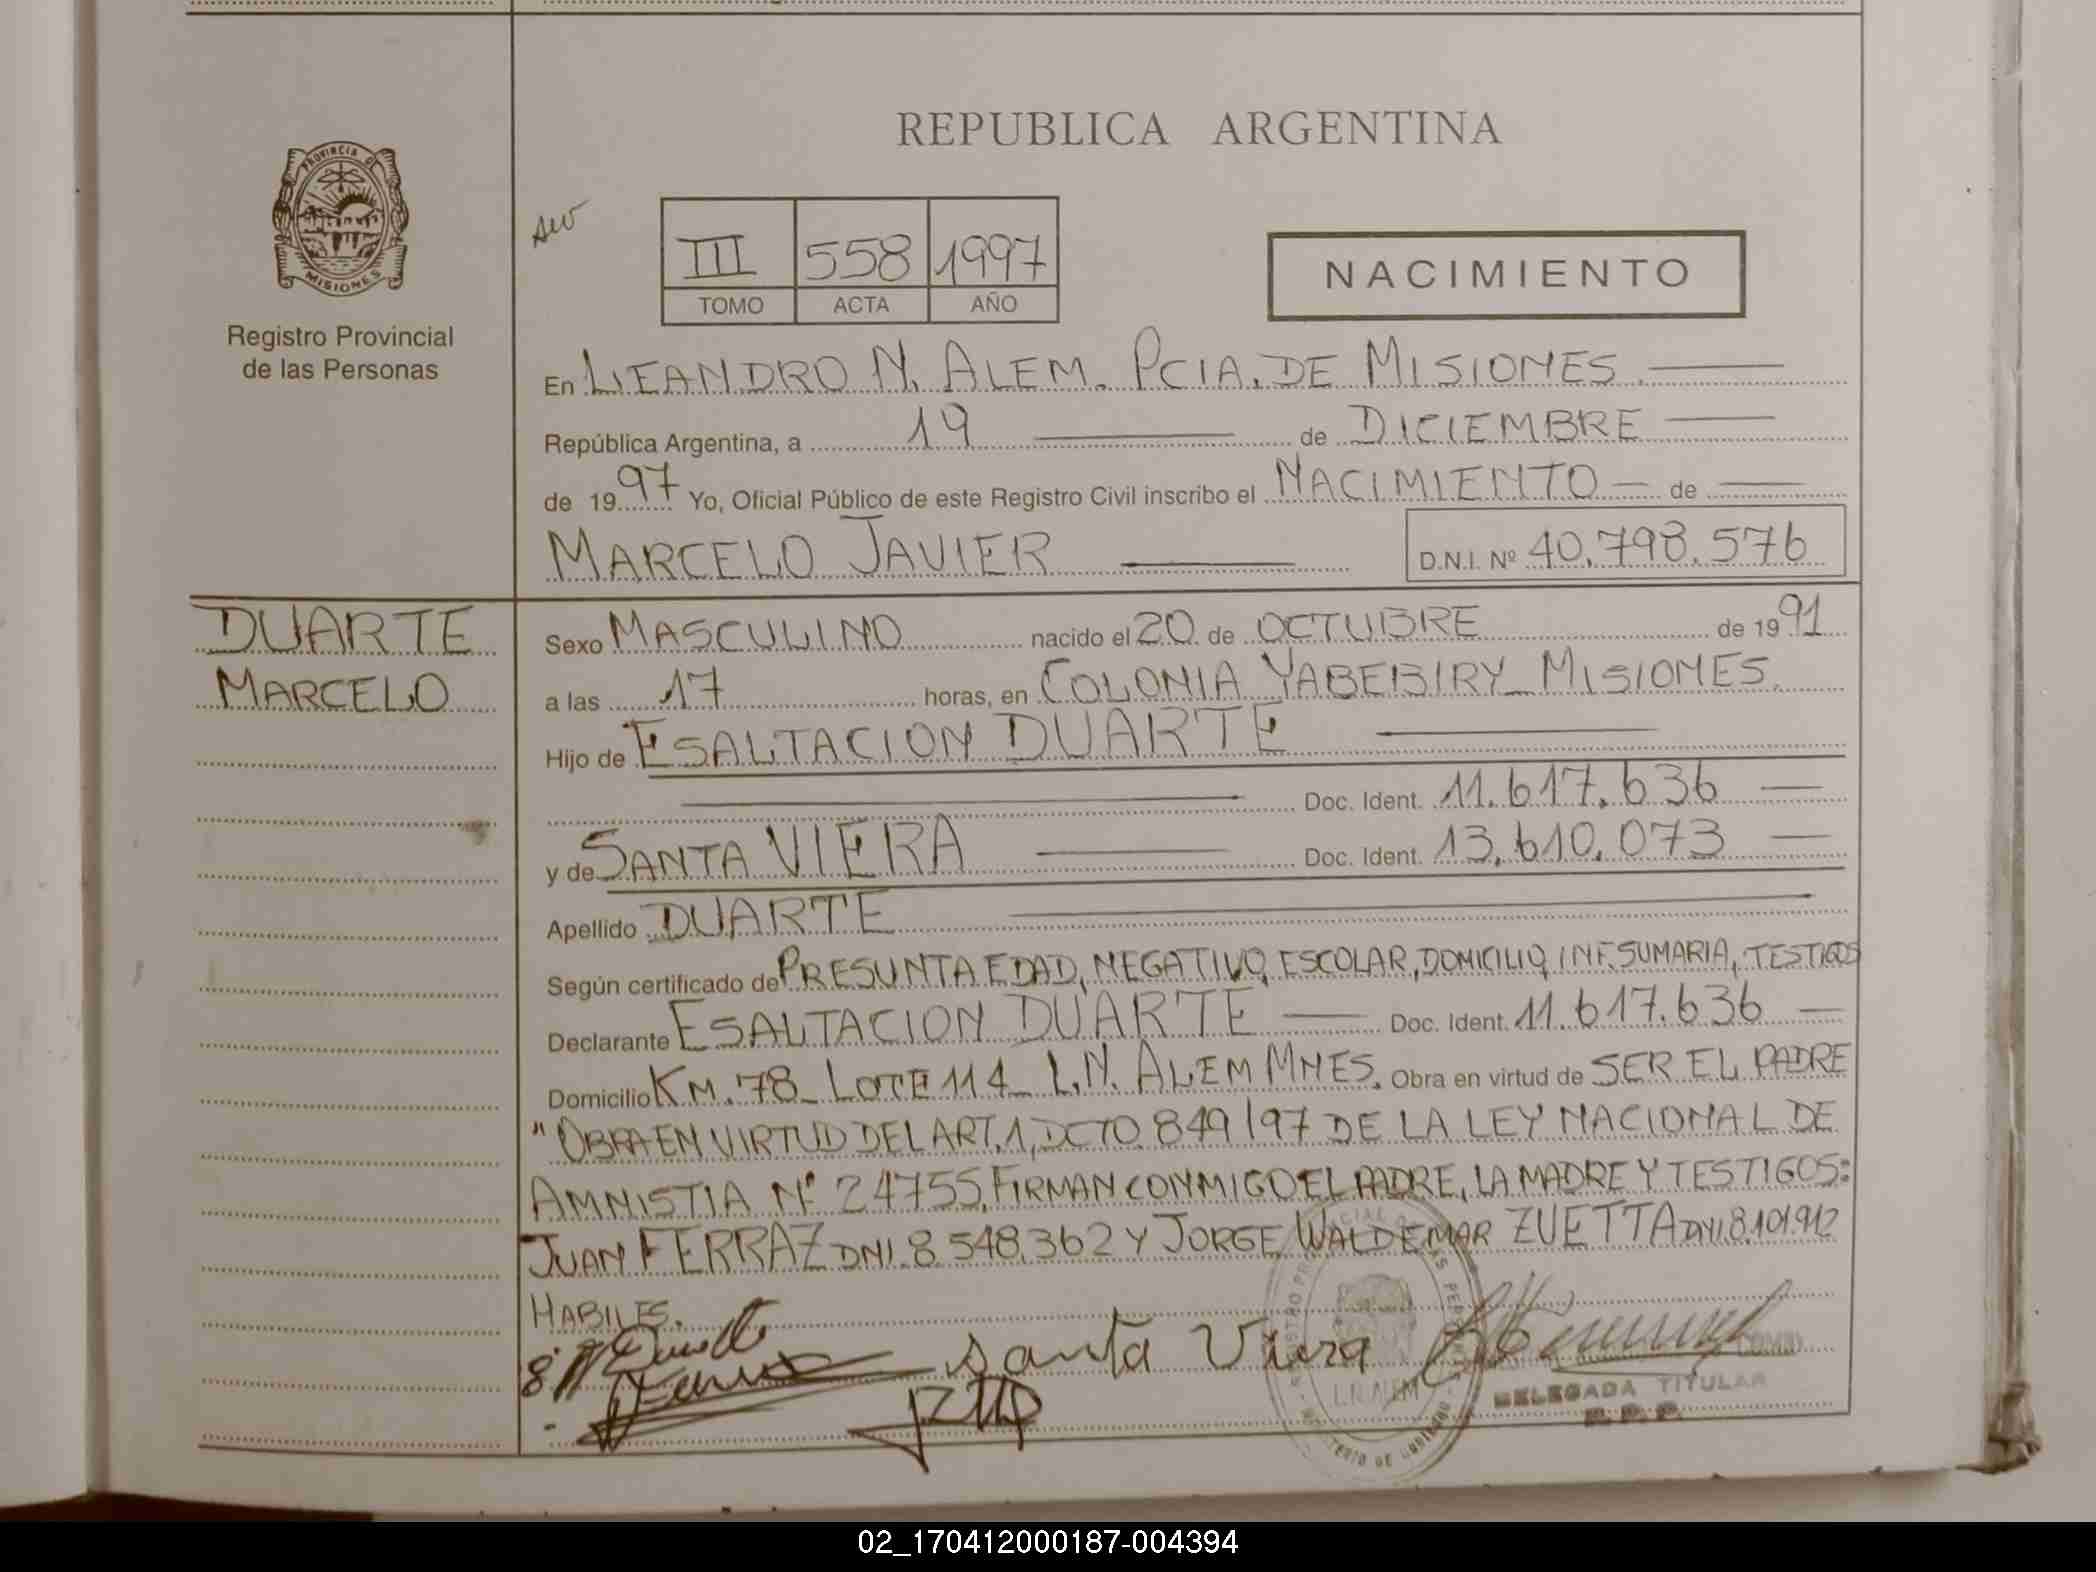 REPUBLICA ARGENTINA
PROVINCIA D
MISIONES
Registro Provincial
de las Personas
III 558 1997
TOMO ACTA AÑO
NACIMIENTO
En LEANDRO N. ALEM. PCIA. DE MISIONES.
República Argentina, a 19 de DICIEMBRE
de 1997 Yo, Oficial Público de este Registro Civil inscribo el NACIMIENTO de
MARCELO JAVIER D.N.I. Nº 40.798.576
DUARTE
MARCELO
Sexo MASCULINO nacido el 20 de OCTUBRE de 1991
a las 17 horas, en COLONIA YABEBIRY_MISIONES.
Hijo de ESALTACION DUARTE
Doc. Ident. 11.617.636
y de SANTA VIERA Doc. Ident. 13.610.073
Apellido DUARTE
Según certificado de PRESUNTA EDAD, NEGATIVO, ESCOLAR, DOMICILIO, INF. SUMARIA, TESTIGOS
Declarante ESALTACION DUARTE Doc. Ident. 11.617.636
Domicilio KM. 78_ LOTE 114_ L.N. ALEM MNES. Obra en virtud de SER EL PADRE
"OBRA EN VIRTUD DEL ART. 1, DCTO. 849/97 DE LA LEY NACIONAL DE
AMNISTIA Nº 24755. FIRMAN CONMIGO EL PADRE, LA MADRE Y TESTIGOS:
JUAN FERRAZ DNI. 8.548.362 Y JORGE WALDEMAR ZUETTA DNI. 8.101.912
HABILES.
Santa Viera
L.N. ALEM
DELEGADA TITULAR
R. P. P.
02_170412000187-004394